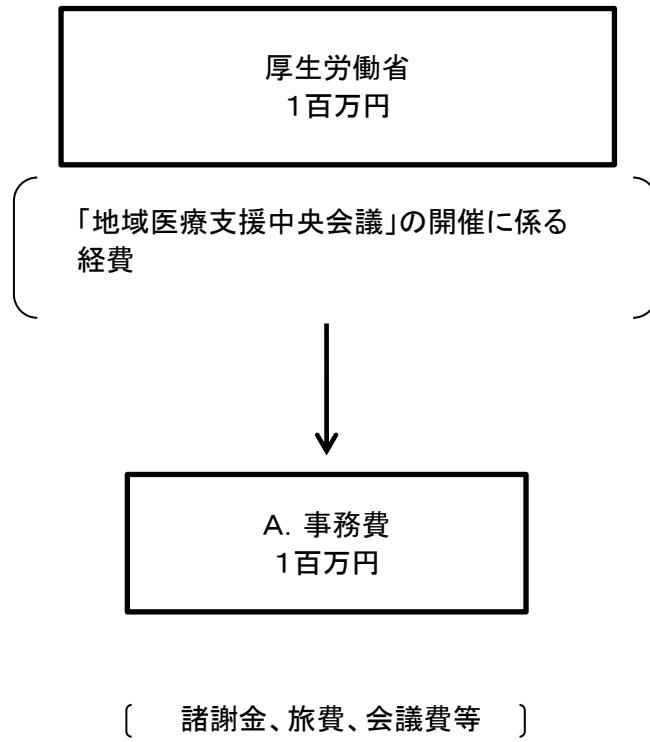 厚生労働省
１百万円
「地域医療支援中央会議」の開催に係る
経費
Ａ．事務費
１百万円
諸謝金、旅費、会議費等